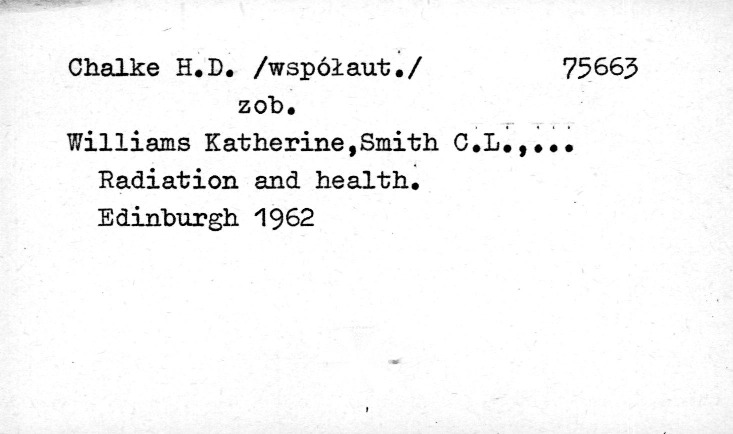 Chalke H.D. /współaut./ 75663
zob.
Williams Katherine,Smith C.L.,...
Radiation and health.
Edinburgh 1962